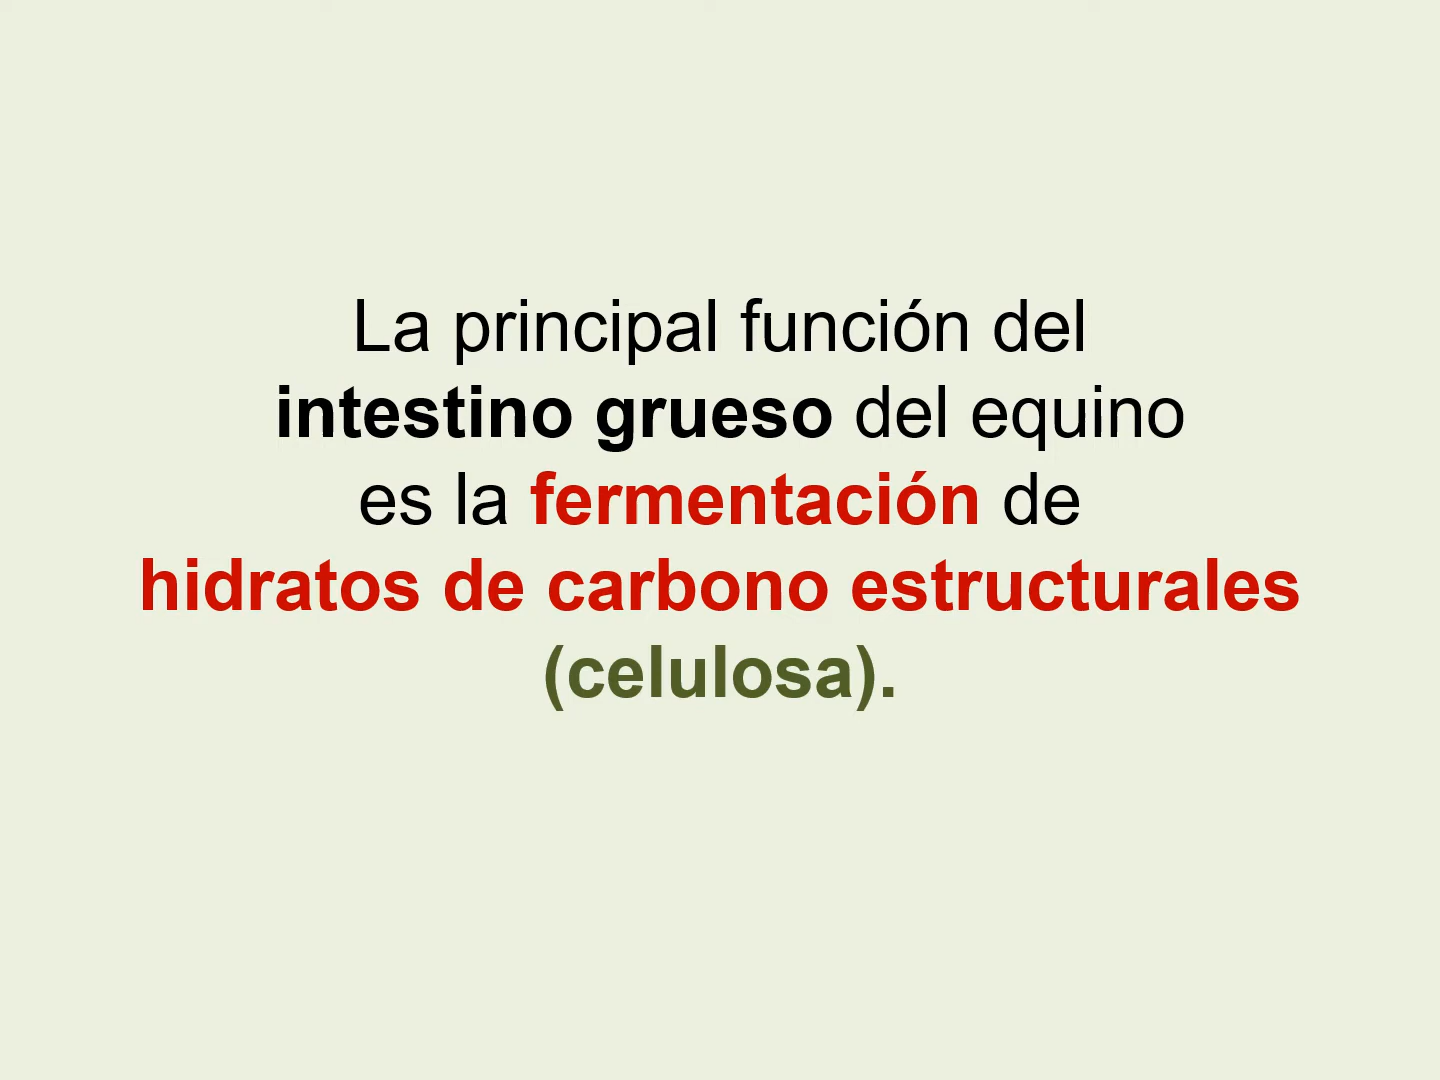 La principal función del
intestino grueso del equino
es la fermentación de
hidratos de carbono estructurales
(celulosa).